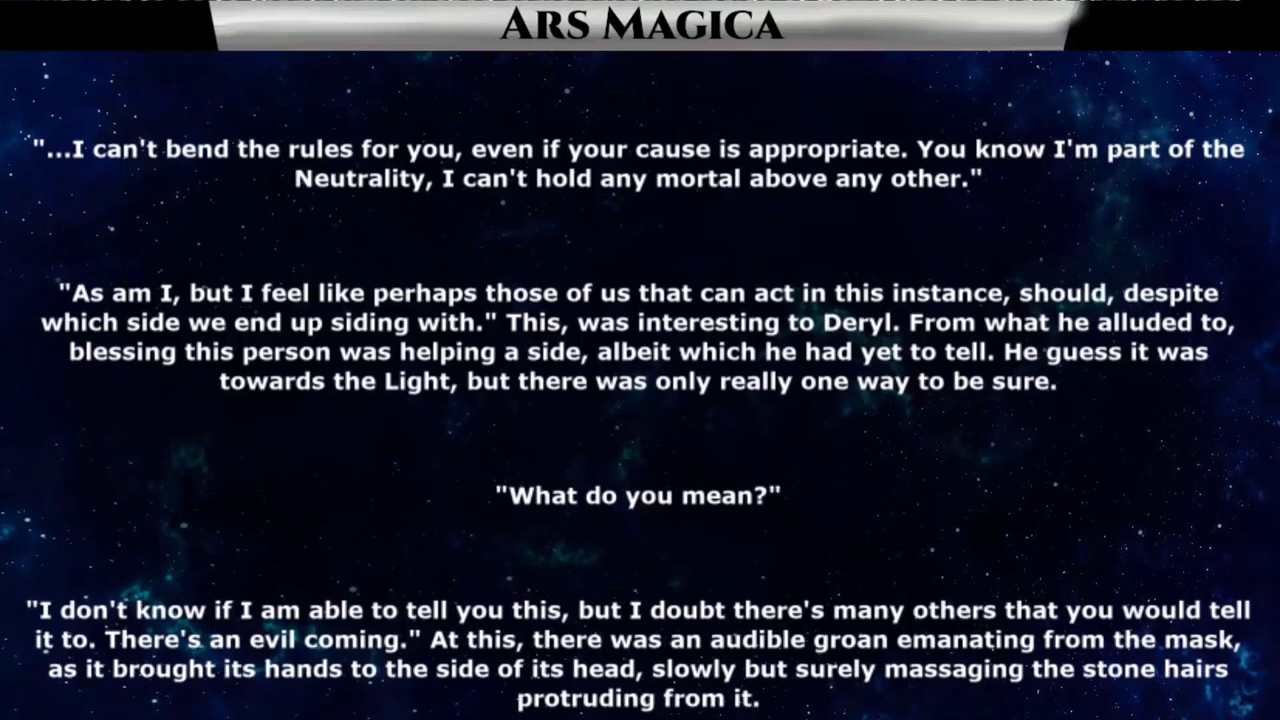 ARS MAGICA
"...I can't bend the rules for you, even if your cause is appropriate. You know I'm part of the
Neutrality, I can't hold any mortal above any other."
"As am I, but I feel like perhaps those of us that can act in this instance, should, despite
which side we end up siding with." This, was interesting to Deryl. From what he alluded to,
blessing this person was helping a side, albeit which he had yet to tell. He guess it was
towards the Light, but there was only really one way to be sure.
"What do you mean?"
"I don't know if I am able to tell you this, but I doubt there's many others that you would tell
it to. There's an evil coming." At this, there was an audible groan emanating from the mask,
as it brought its hands to the side of its head, slowly but surely massaging the stone hairs
protruding from it.